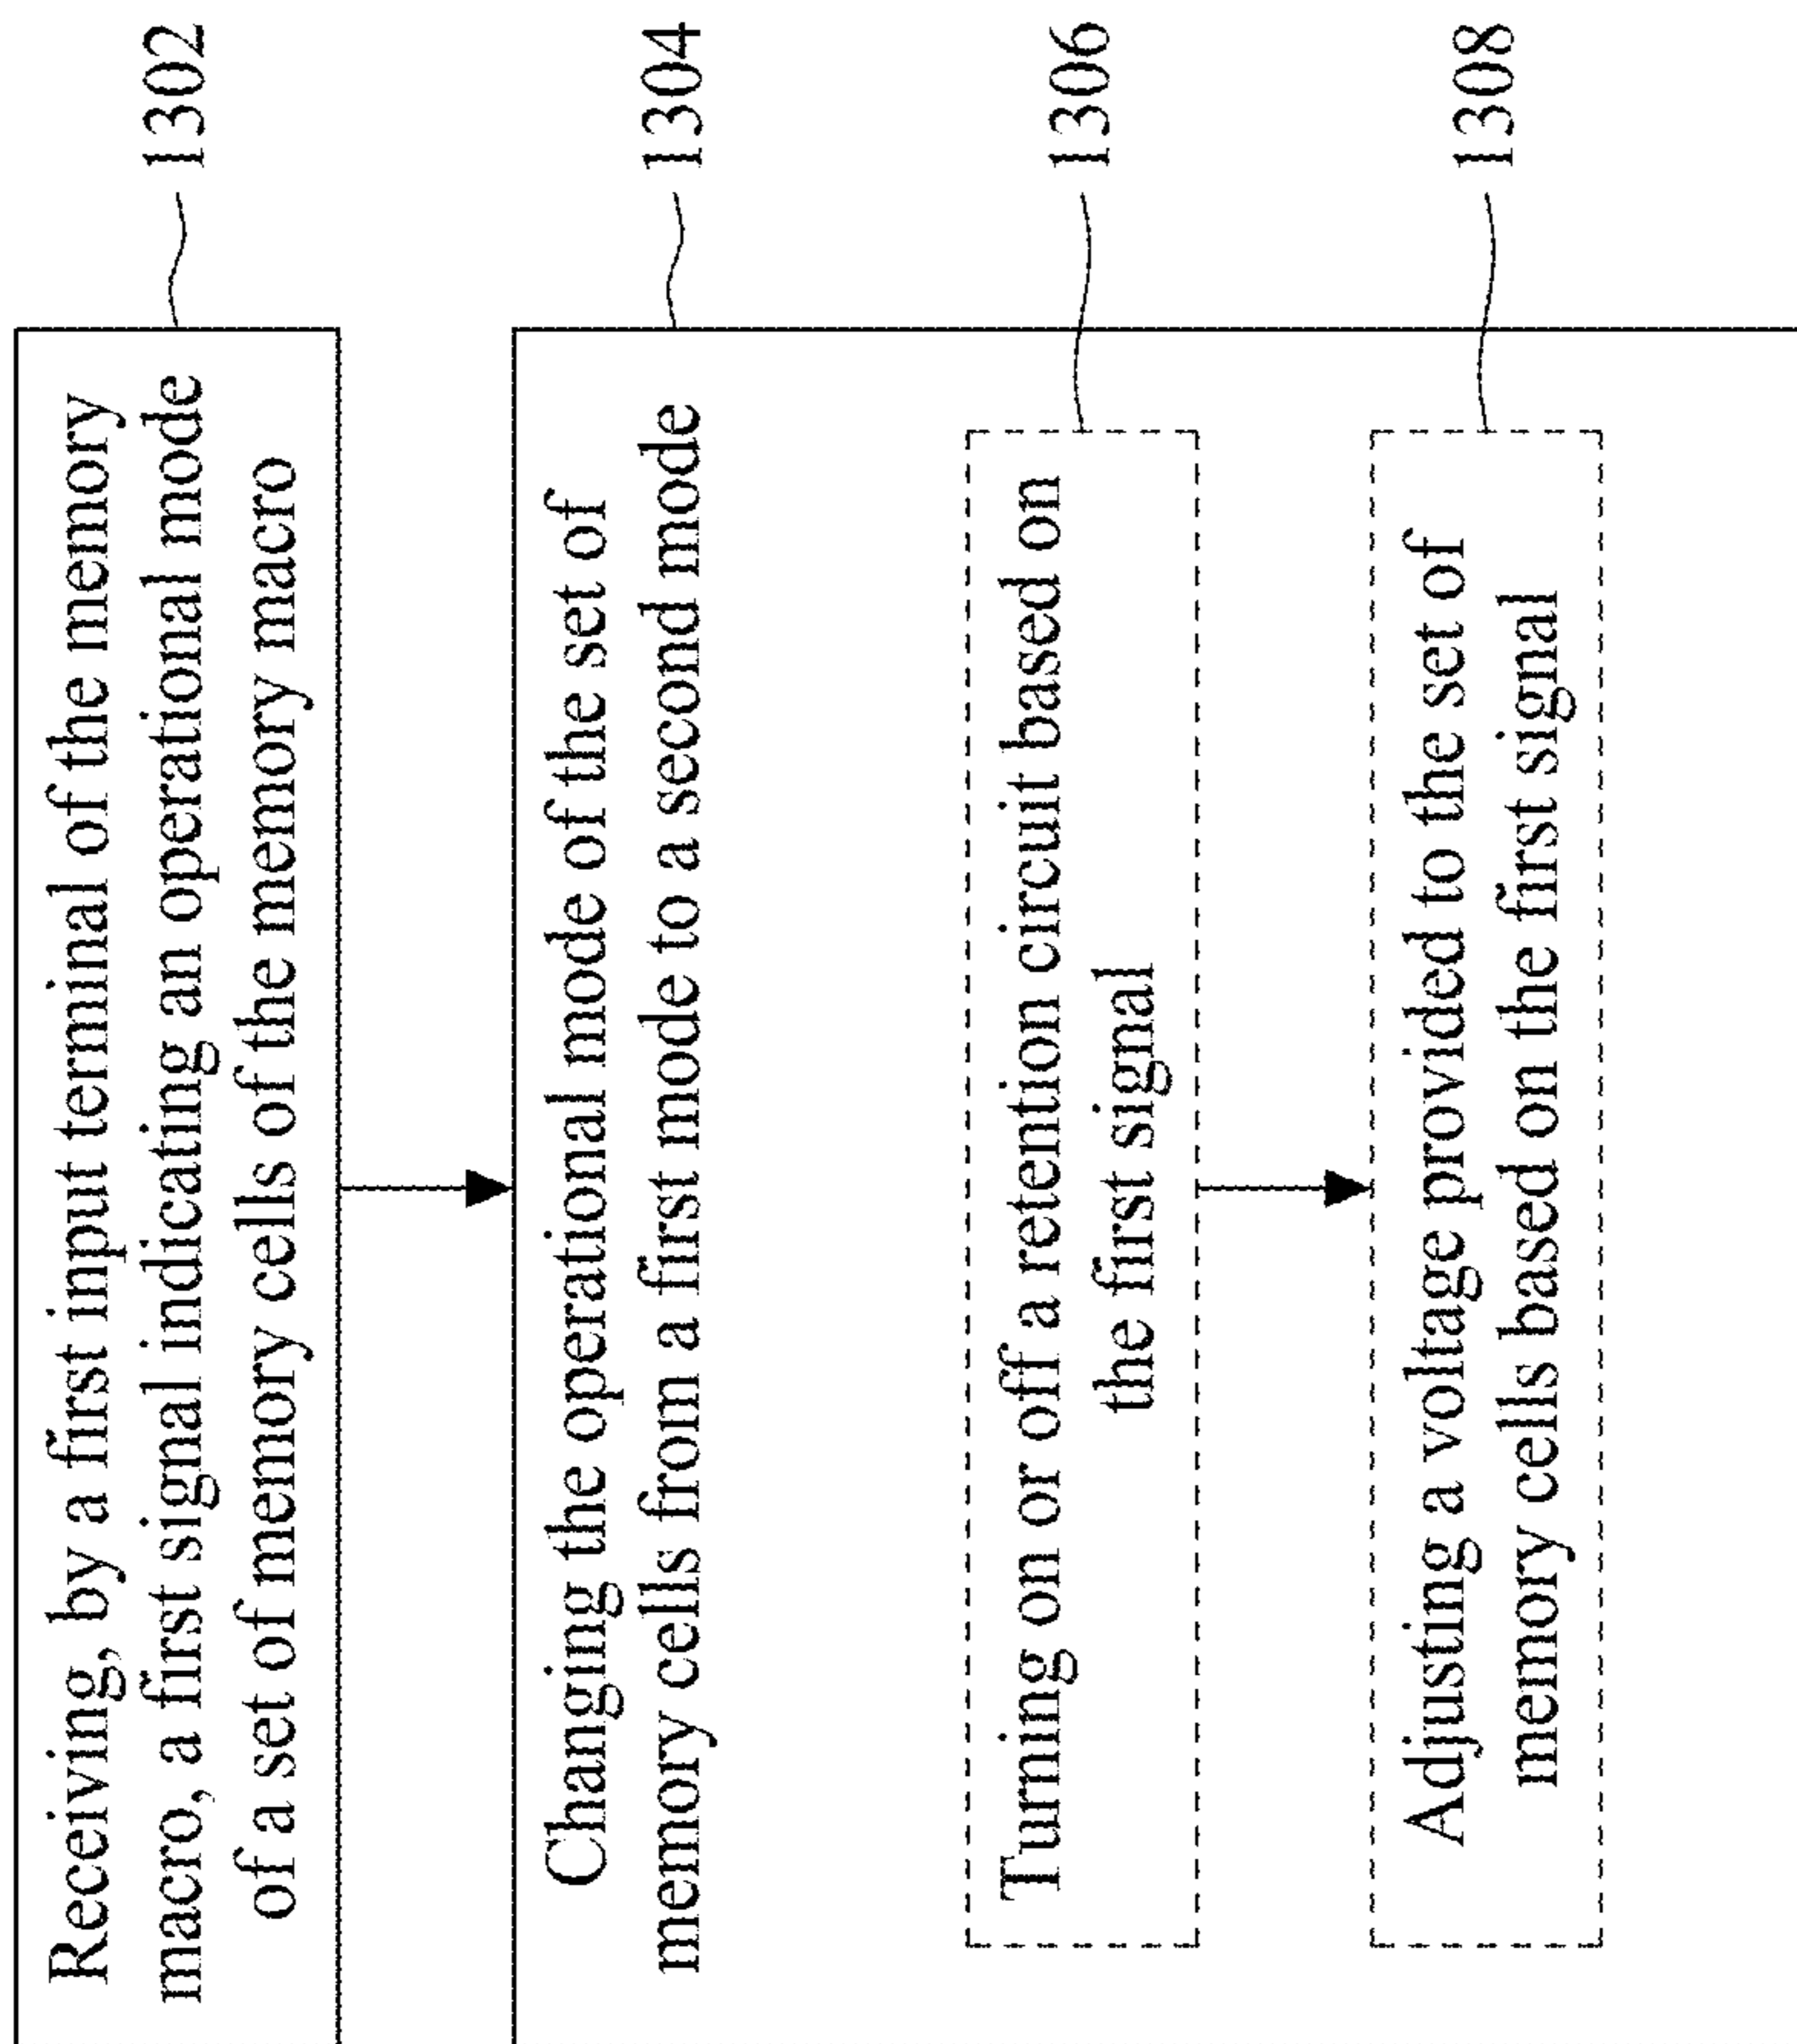 Receiving, by a first input terminal of the memory
macro, a first signal indicating an operational mode
of a set of memory cells of the memory macro
1302
Changing the operational mode of the set of
memory cells from a first mode to a second mode
1304
Turning on or off a retention circuit based on
the first signal
1306
Adjusting a voltage provided to the set of
memory cells based on the first signal
1308